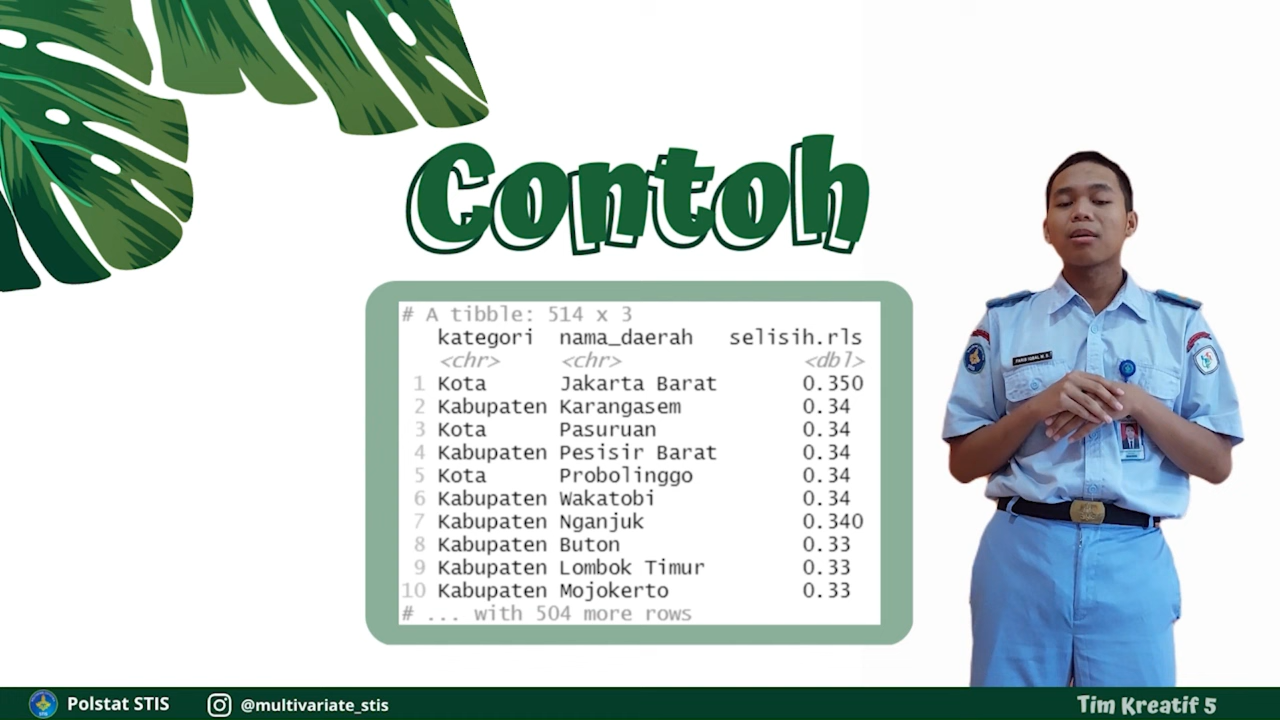 Contoh
# A tibble: 514 x 3
kategori nama_daerah selisih.rls
<chr> <chr> <dbl>
1 Kota Jakarta Barat 0.350
2 Kabupaten Karangasem 0.34
3 Kota Pasuruan 0.34
4 Kabupaten Pesisir Barat 0.34
5 Kota Probolinggo 0.34
6 Kabupaten Wakatobi 0.34
7 Kabupaten Nganjuk 0.340
8 Kabupaten Buton 0.33
9 Kabupaten Lombok Timur 0.33
10 Kabupaten Mojokerto 0.33
# ... with 504 more rows
Polstat STIS
@multivariate_stis
Tim Kreatif 5